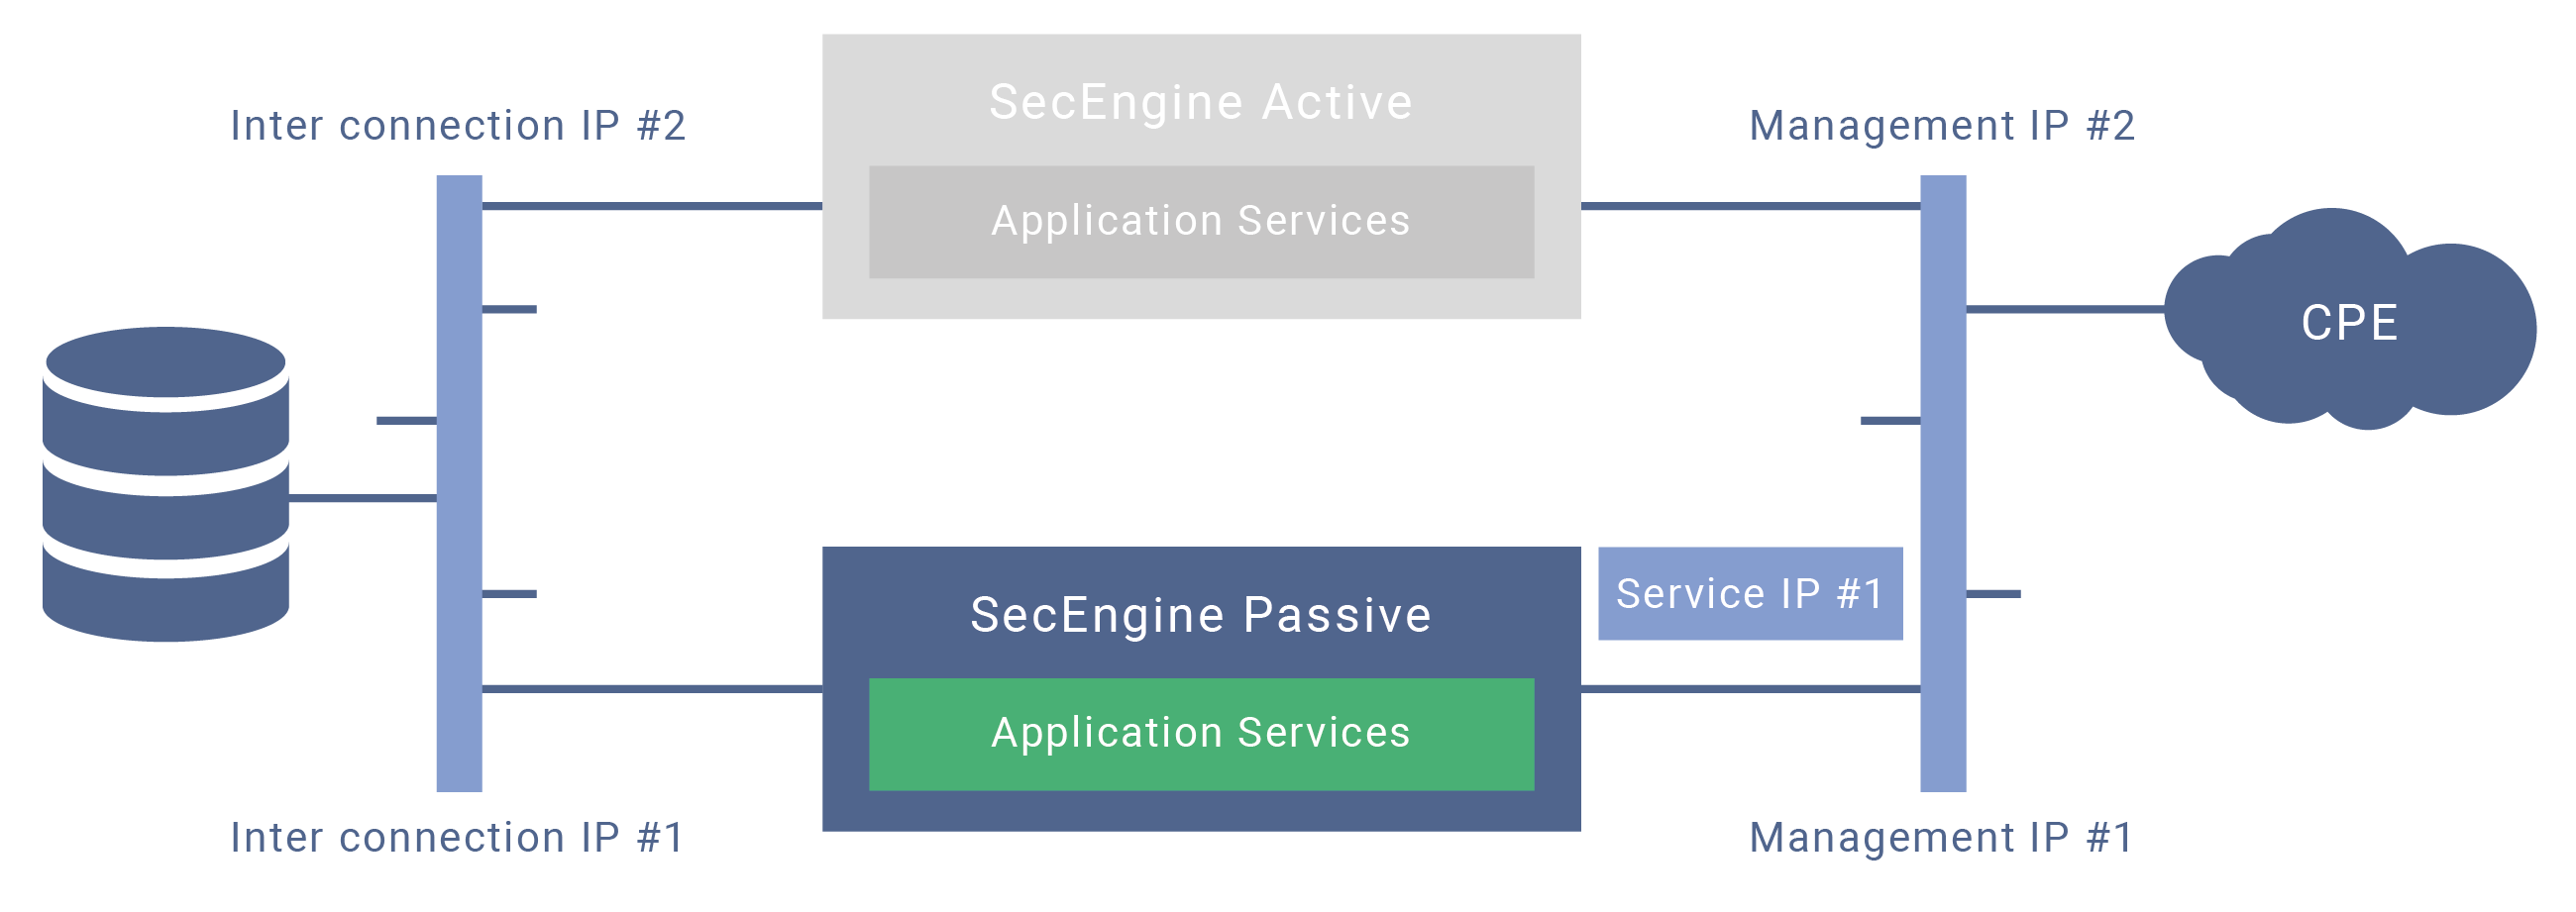 SecEngine Active
Inter connection IP #2
Management IP #2
Application Services
CPE
Service IP #1
SecEngine Passive
Application Services
Inter connection IP #1
Management IP #1